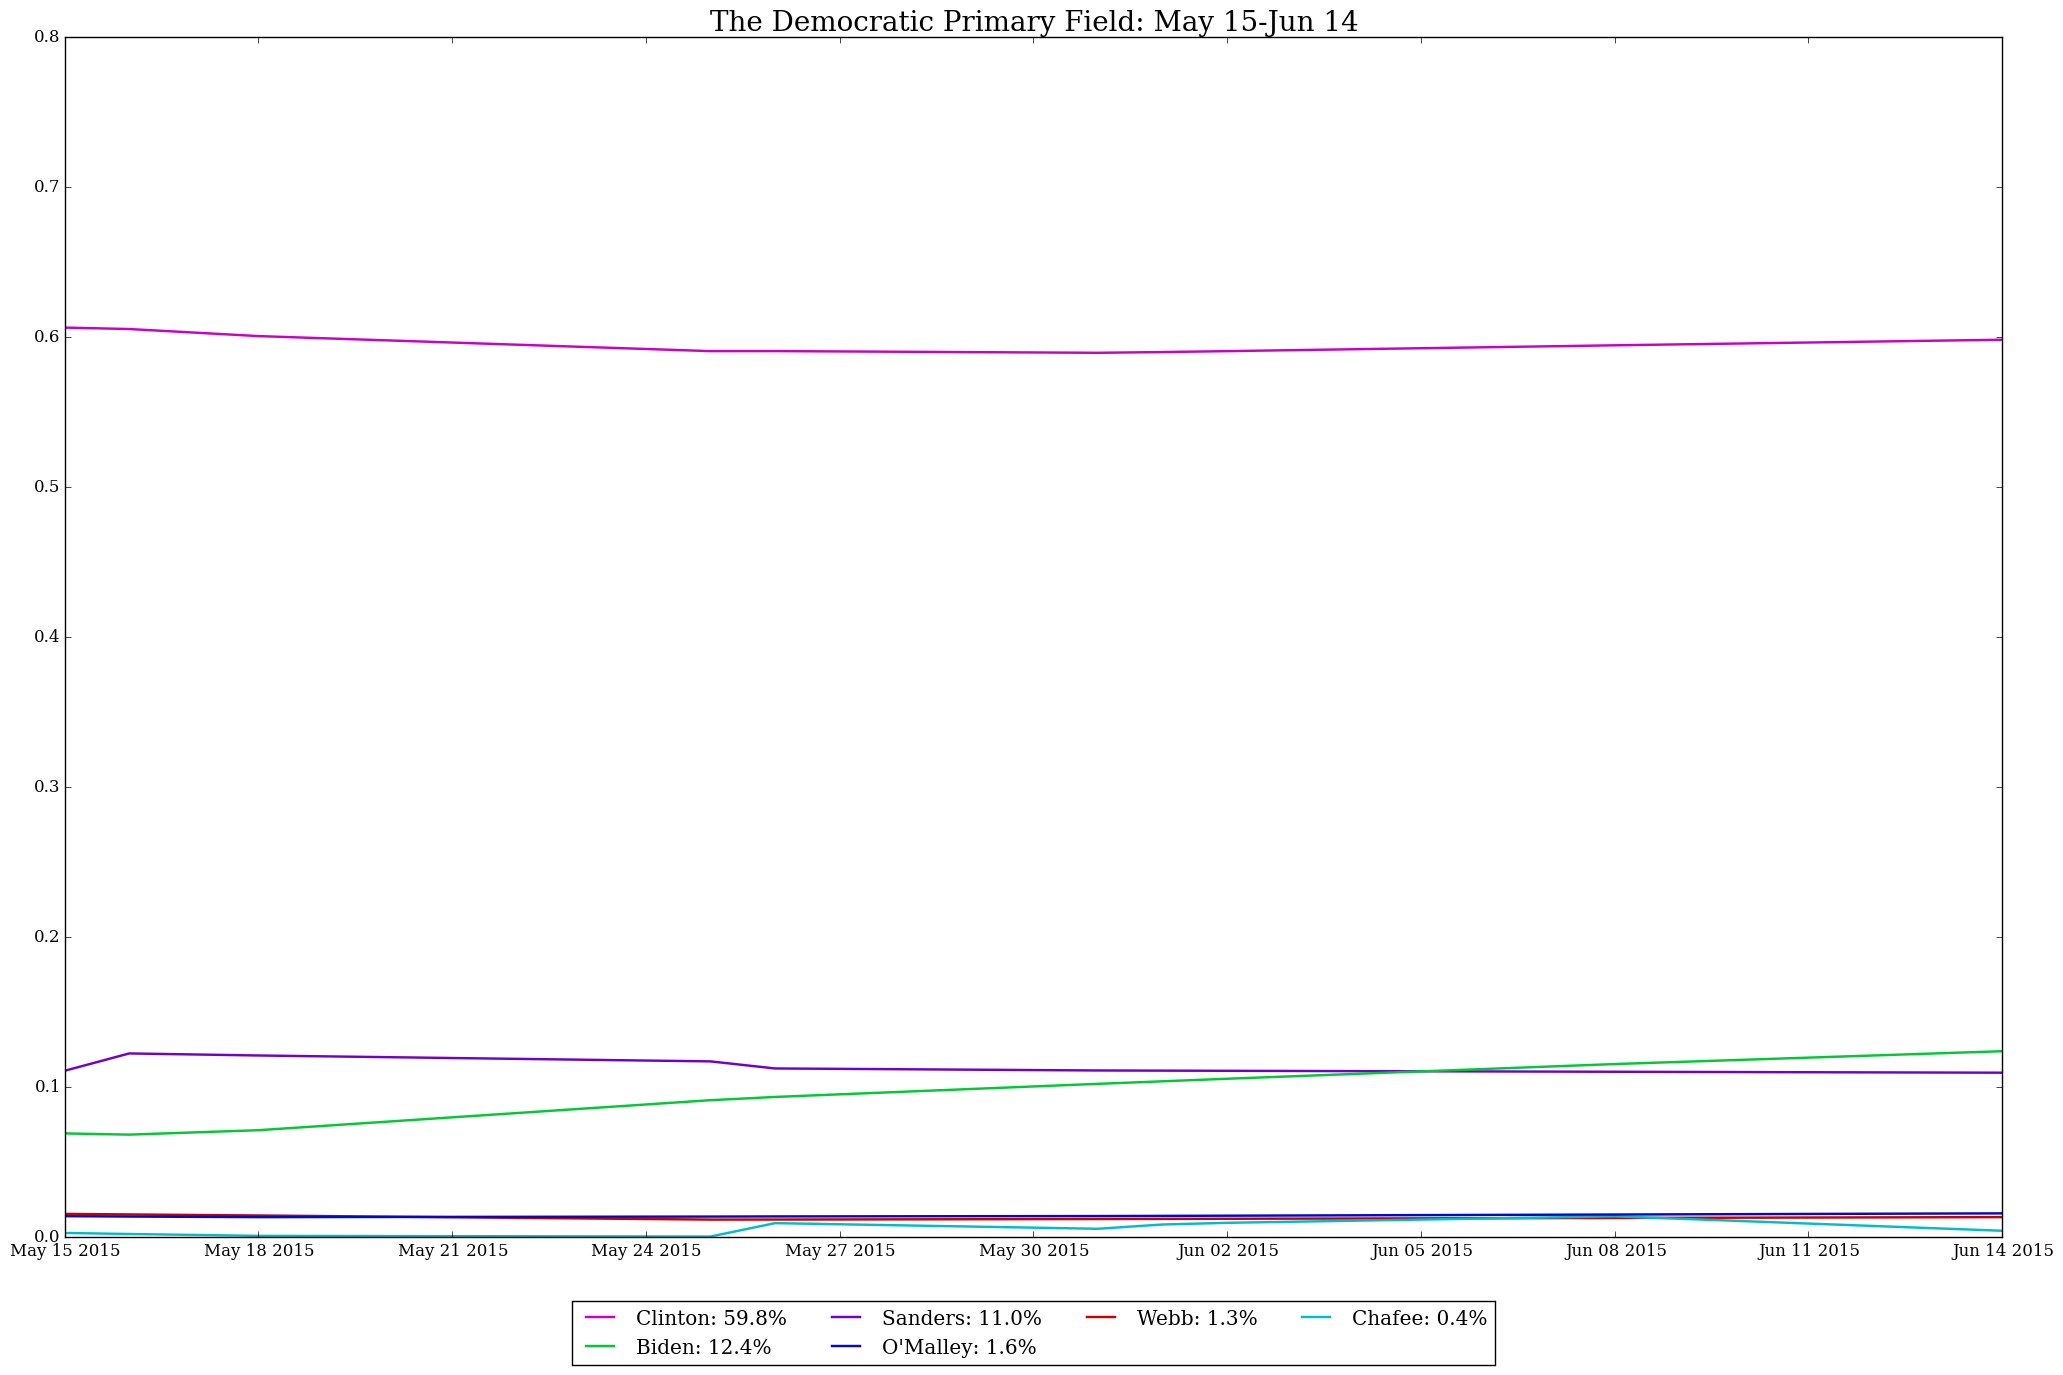 The Democratic Primary Field: May 15-Jun 14
0.8
0.7
0.6
0.5
0.4
0.3
0.2
0.1
0.0
May 15 2015 May 18 2015 May 21 2015 May 24 2015 May 27 2015 May 30 2015 Jun 02 2015 Jun 05 2015 Jun 08 2015 Jun 11 2015 Jun 14 2015
Clinton: 59.8% Sanders: 11.0% Webb: 1.3% Chafee: 0.4%
Biden: 12.4% O'Malley: 1.6%